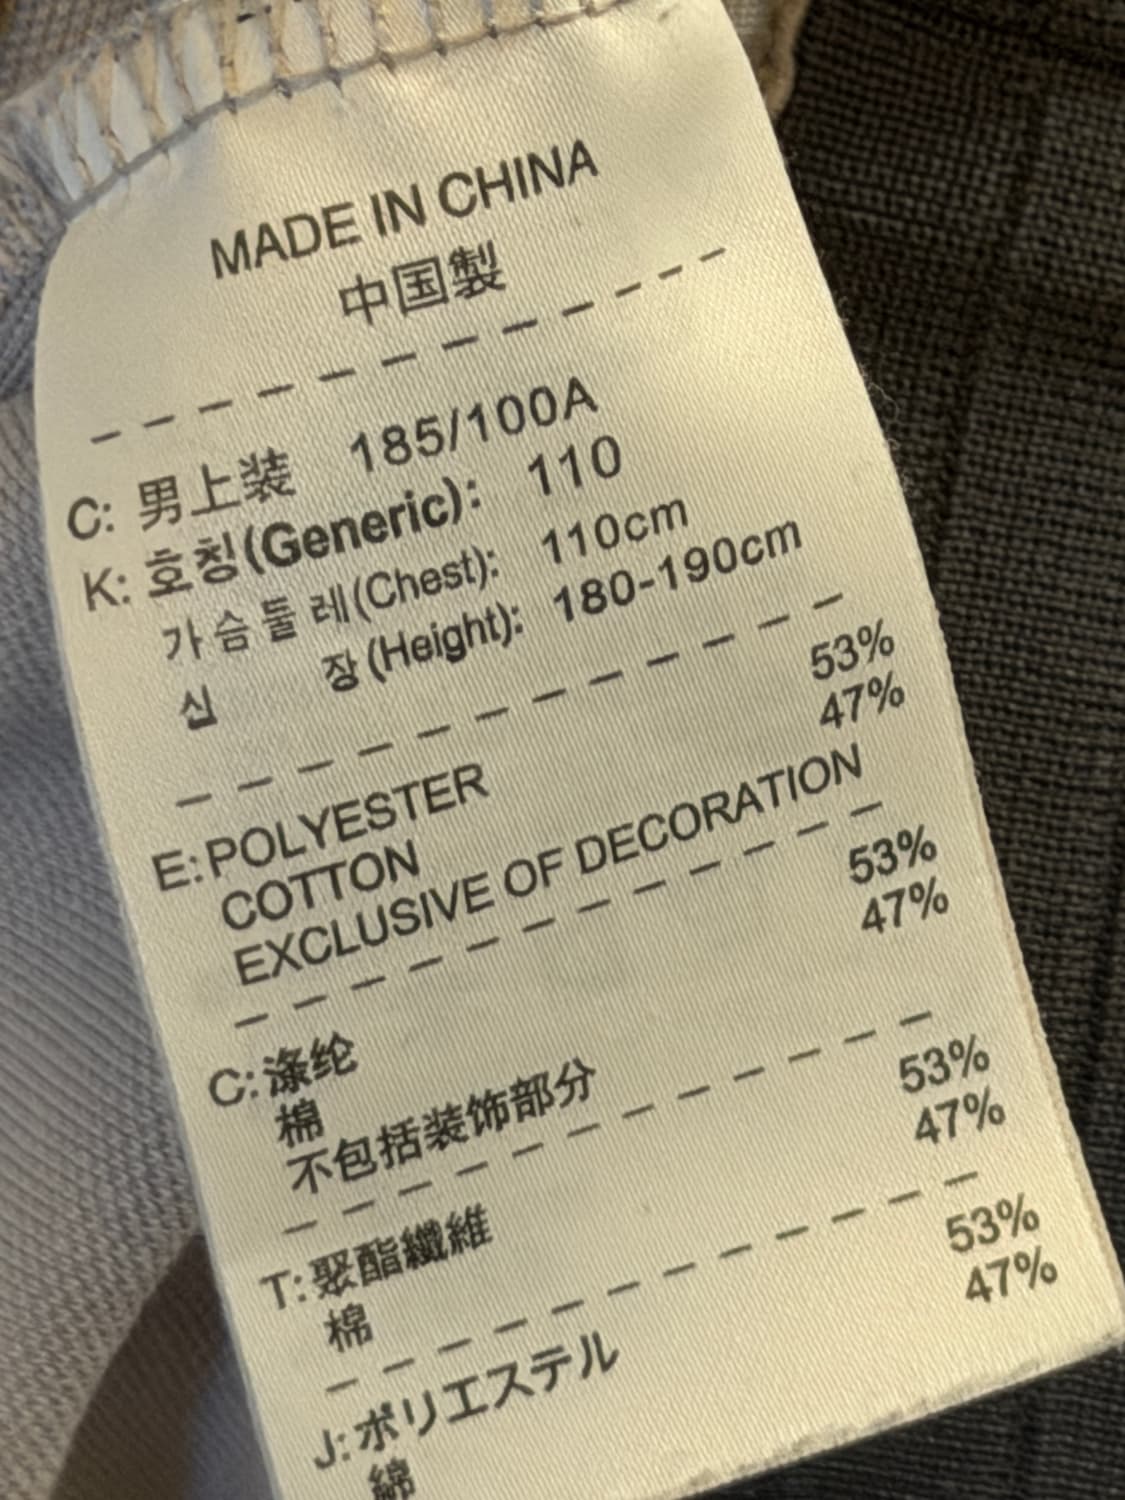 MADE IN CHINA
中国製
C: 男上装 185/100A
K: 호칭(Generic): 110
가슴둘레(Chest): 110cm
신 장(Height): 180-190cm
E: POLYESTER 53%
COTTON 47%
EXCLUSIVE OF DECORATION
C: 涤纶 53%
棉 47%
不包括装饰部分
T: 聚酯纖維 53%
棉 47%
J: ポリエステル 53%
綿 47%